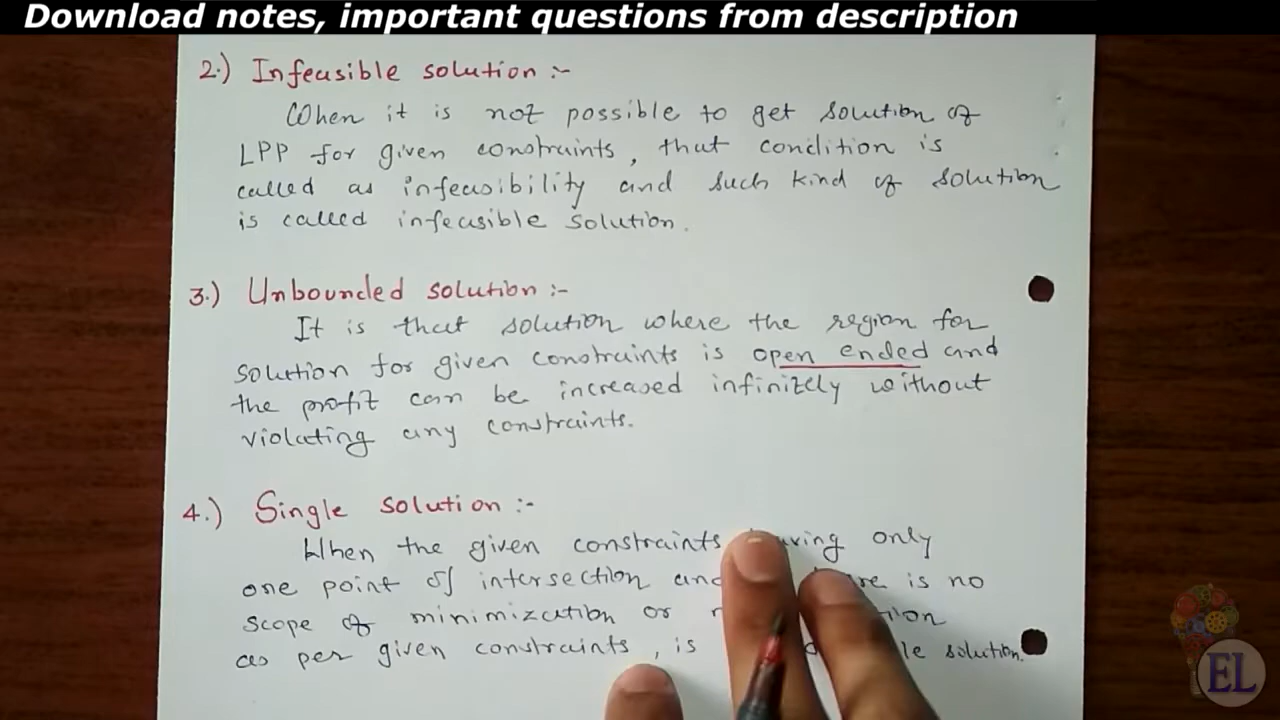 Download notes, important questions from description
2.) Infeasible solution :-
When it is not possible to get solution of
LPP for given constraints, that condition is
called as infeasibility and such kind of solution
is called infeasible solution.
3.) Unbounded solution :-
It is that solution where the region for
solution for given constraints is open ended and
the profit can be increased infinitely without
violating any constraints.
4.) Single solution :-
When the given constraints only
one point of intersection is no
scope of minimization or
as per given constraints, is solution.
EL